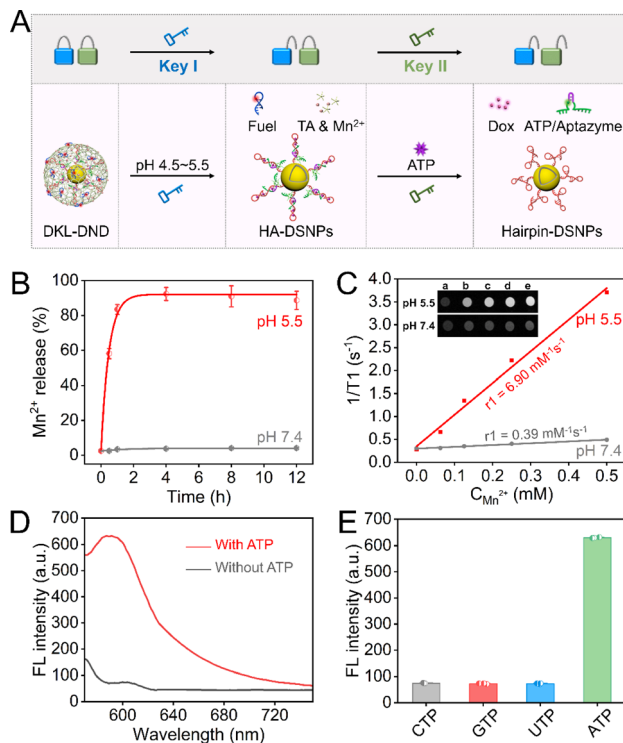 A
Key I
Key II
Fuel
TA & Mn²⁺
Dox
ATP/Aptazyme
pH 4.5~5.5
ATP
DKL-DND
HA-DSNPs
Hairpin-DSNPs
B
Mn²⁺ release (%)
100
80
60
40
20
0
pH 5.5
pH 7.4
0 2 4 6 8 10 12
Time (h)
C
1/T1 (s⁻¹)
4.0
3.5
3.0
2.5
2.0
1.5
1.0
0.5
0.0
a b c d e
pH 5.5
pH 7.4
pH 5.5
r1 = 6.90 mM⁻¹s⁻¹
r1 = 0.39 mM⁻¹s⁻¹
pH 7.4
0.0 0.1 0.2 0.3 0.4 0.5
C Mn²⁺ (mM)
D
FL intensity (a.u.)
700
600
500
400
300
200
100
0
With ATP
Without ATP
600 640 680 720
Wavelength (nm)
E
FL intensity (a.u.)
700
600
500
400
300
200
100
0
CTP
GTP
UTP
ATP